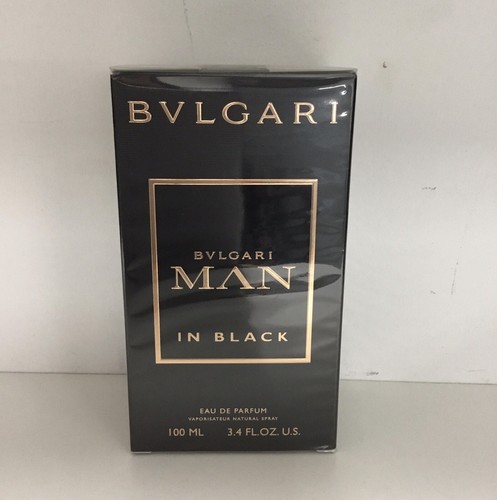 BVLGARI
BVLGARI
MAN
IN BLACK
EAU DE PARFUM
VAPORISATEUR NATURAL SPRAY
100 ML 3.4 FL.OZ. U.S.